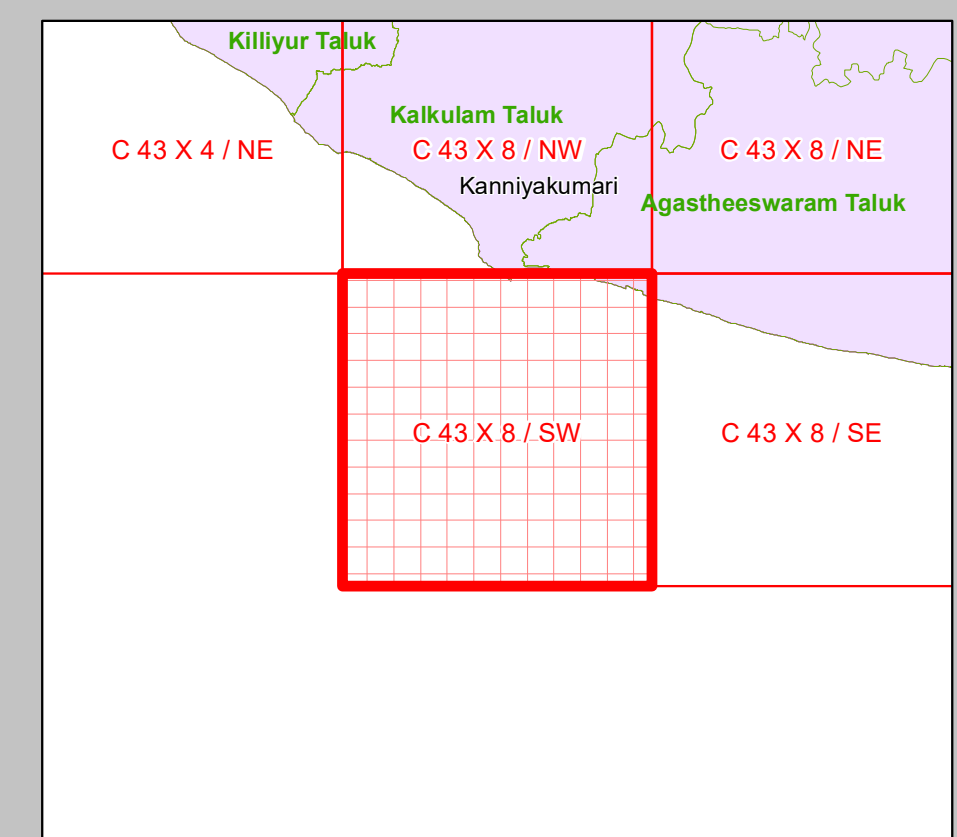 Killiyur Taluk
Kalkulam Taluk
C 43 X 4 / NE
C 43 X 8 / NW
C 43 X 8 / NE
Kanniyakumari
Agastheeswaram Taluk
C 43 X 8 / SW
C 43 X 8 / SE